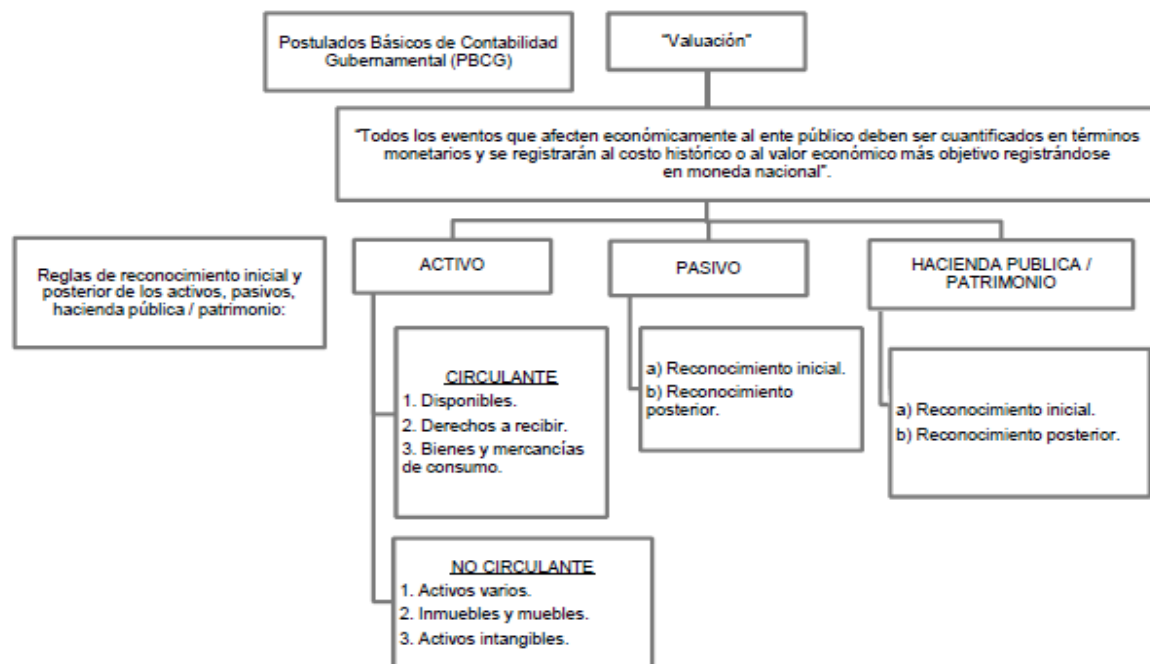 Postulados Básicos de Contabilidad
Gubernamental (PBCG)
"Valuación"
"Todos los eventos que afecten económicamente al ente público deben ser cuantificados en términos
monetarios y se registrarán al costo histórico o al valor económico más objetivo registrándose
en moneda nacional".
Reglas de reconocimiento inicial y
posterior de los activos, pasivos,
hacienda pública / patrimonio:
ACTIVO
CIRCULANTE
1. Disponibles.
2. Derechos a recibir.
3. Bienes y mercancías
de consumo.
NO CIRCULANTE
1. Activos varios.
2. Inmuebles y muebles.
3. Activos intangibles.
PASIVO
a) Reconocimiento inicial.
b) Reconocimiento
posterior.
HACIENDA PUBLICA /
PATRIMONIO
a) Reconocimiento inicial.
b) Reconocimiento posterior.